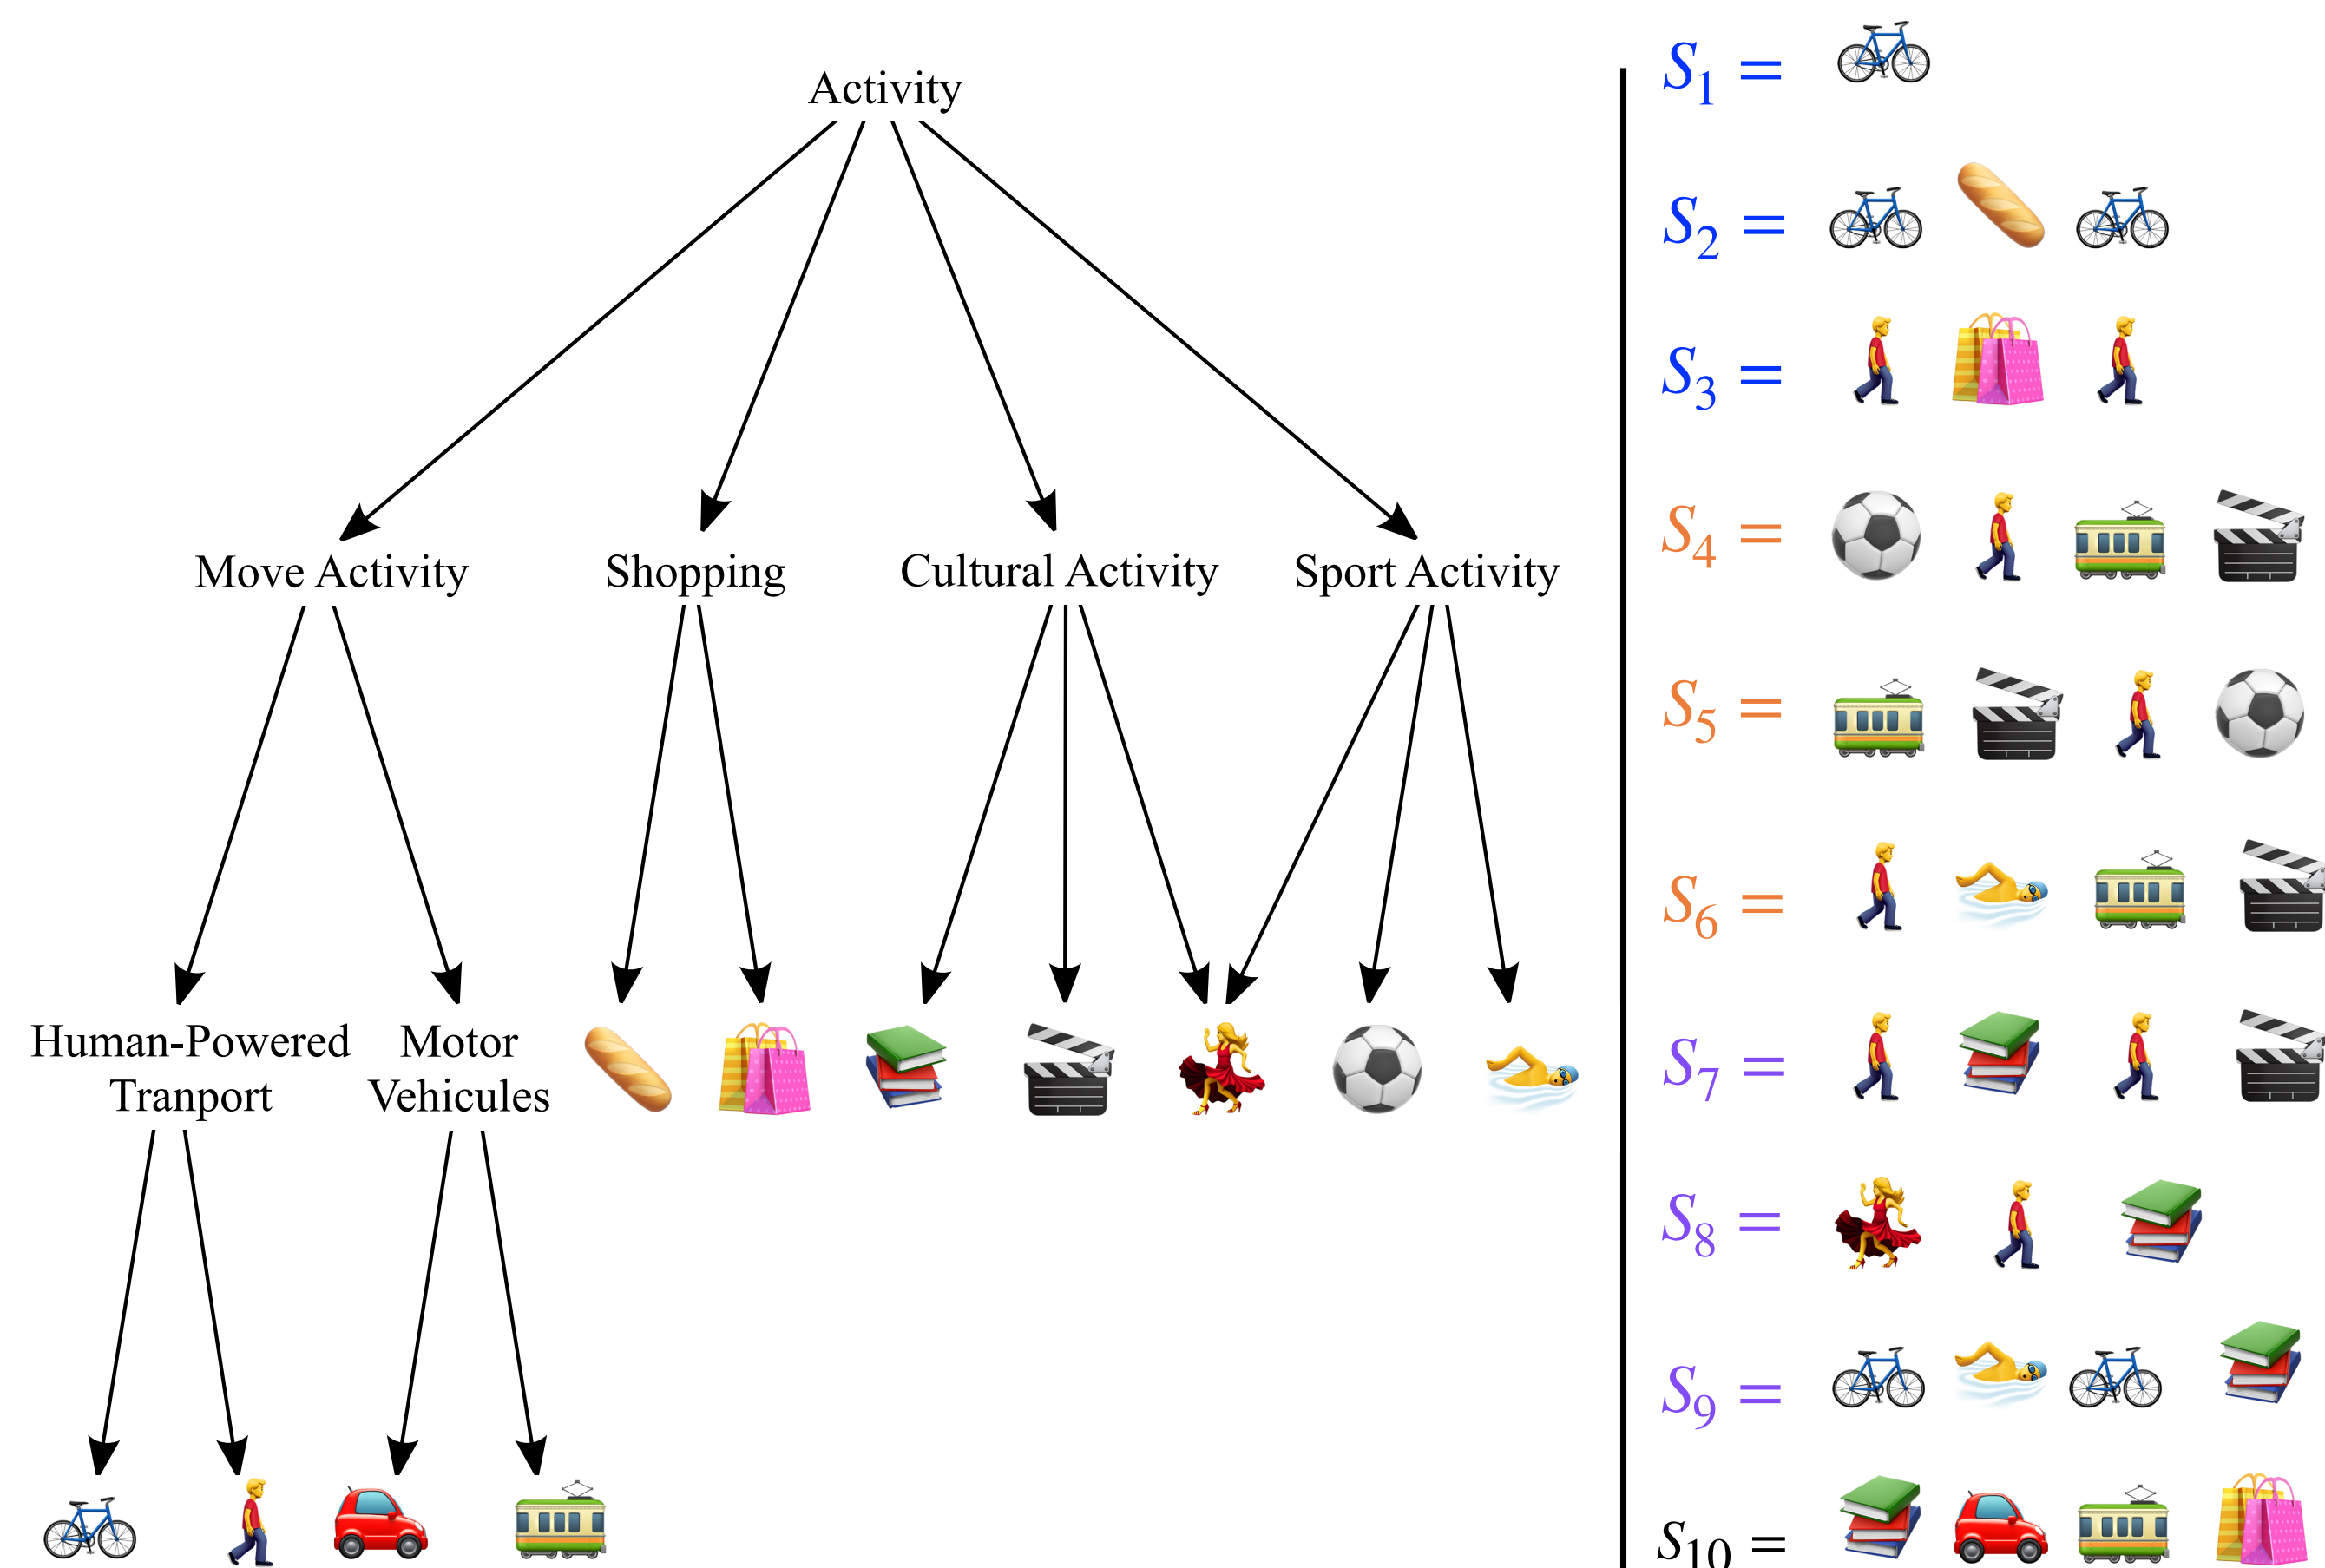 Activity
Move Activity
Shopping
Cultural Activity
Sport Activity
Human-Powered
Tranport
Motor
Vehicules
S1 =
S2 =
S3 =
S4 =
S5 =
S6 =
S7 =
S8 =
S9 =
S10 =